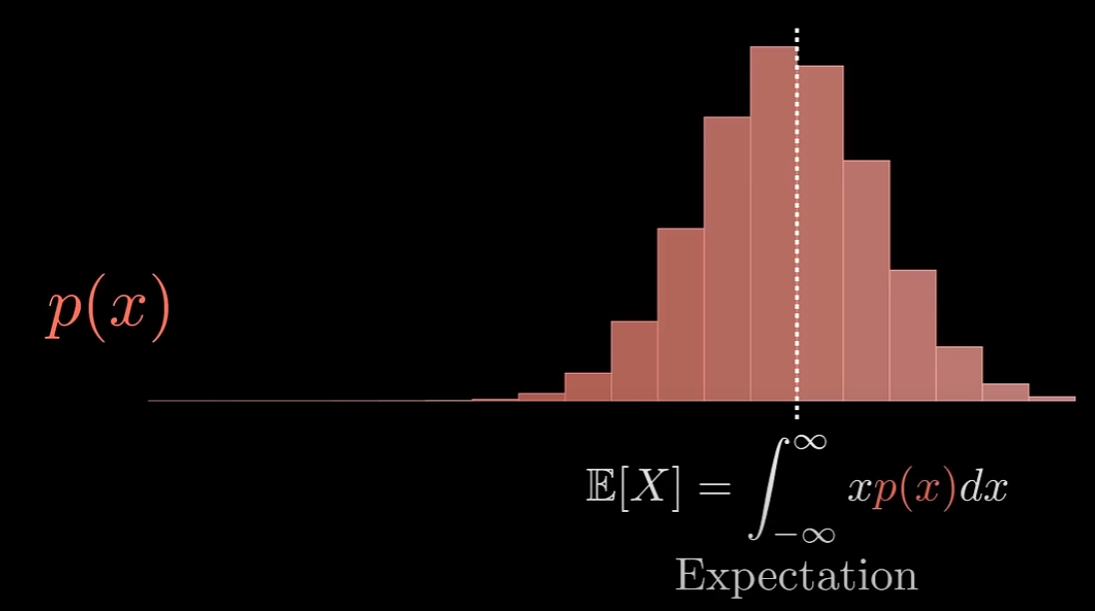 p(x)
𝔼[X] = ∫_{-∞}^{∞} xp(x)dx
Expectation